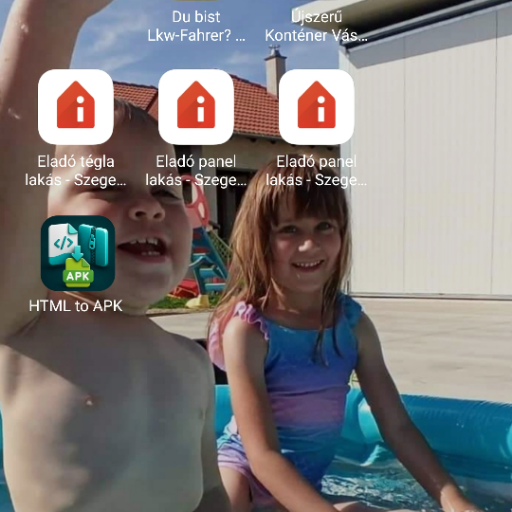 Du bist
Lkw-Fahrer? ...
Újszerű
Konténer Vás...
Eladó tégla
lakás - Szege...
Eladó panel
lakás - Szege...
Eladó panel
lakás - Szege...
</>
APK
HTML to APK